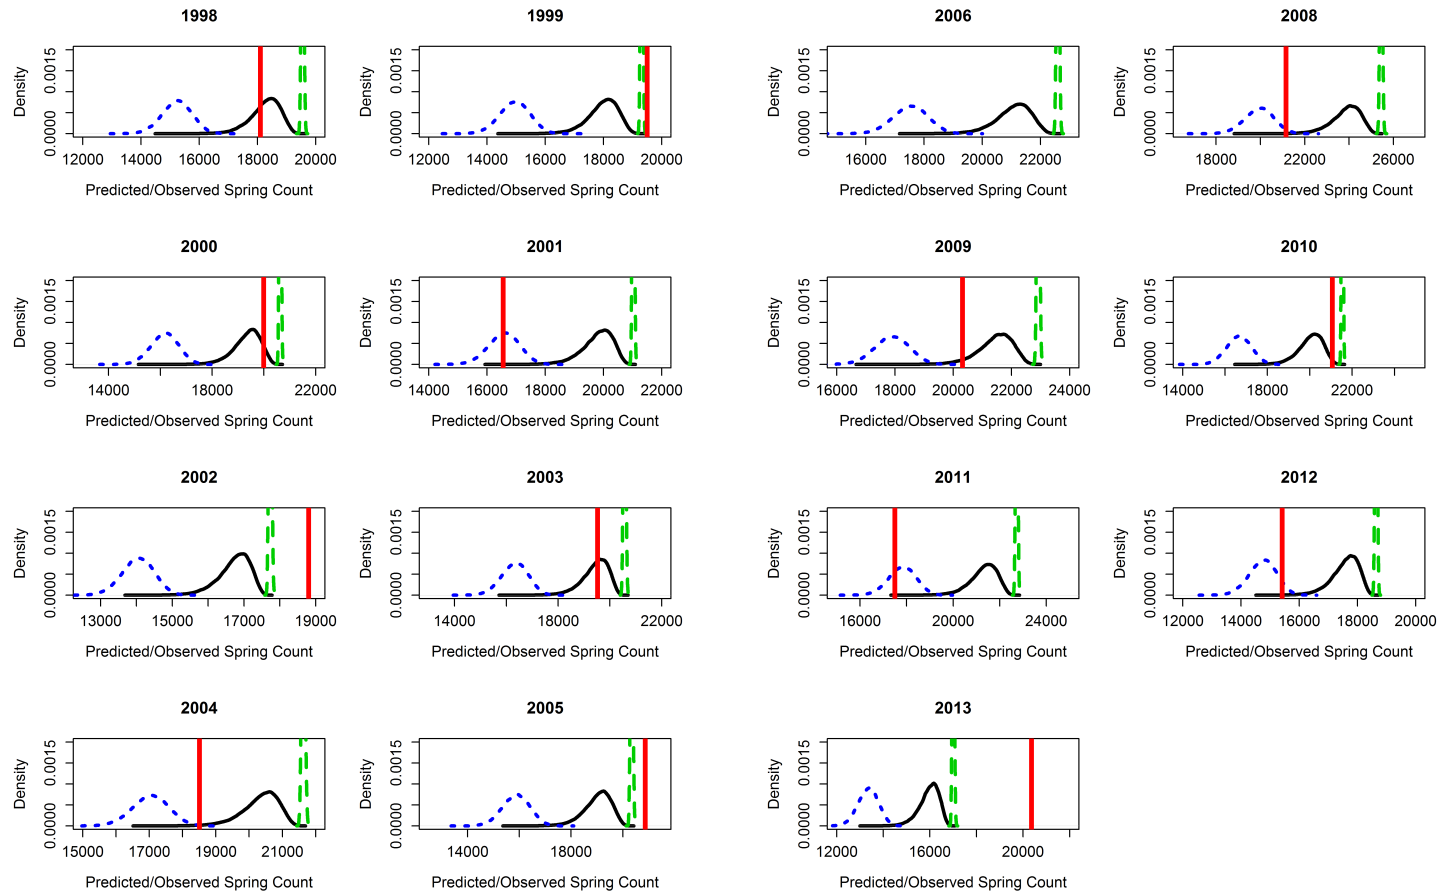 1998
Density
0.0000 0.0015
12000 14000 16000 18000 20000
Predicted/Observed Spring Count
1999
Density
0.0000 0.0015
12000 14000 16000 18000 20000
Predicted/Observed Spring Count
2006
Density
0.0000 0.0015
16000 18000 20000 22000
Predicted/Observed Spring Count
2008
Density
0.0000 0.0015
18000 22000 26000
Predicted/Observed Spring Count
2000
Density
0.0000 0.0015
14000 18000 22000
Predicted/Observed Spring Count
2001
Density
0.0000 0.0015
14000 16000 18000 20000 22000
Predicted/Observed Spring Count
2009
Density
0.0000 0.0015
16000 18000 20000 22000 24000
Predicted/Observed Spring Count
2010
Density
0.0000 0.0015
14000 18000 22000
Predicted/Observed Spring Count
2002
Density
0.0000 0.0015
13000 15000 17000 19000
Predicted/Observed Spring Count
2003
Density
0.0000 0.0015
14000 18000 22000
Predicted/Observed Spring Count
2011
Density
0.0000 0.0015
16000 20000 24000
Predicted/Observed Spring Count
2012
Density
0.0000 0.0015
12000 14000 16000 18000 20000
Predicted/Observed Spring Count
2004
Density
0.0000 0.0015
15000 17000 19000 21000
Predicted/Observed Spring Count
2005
Density
0.0000 0.0015
14000 18000
Predicted/Observed Spring Count
2013
Density
0.0000 0.0015
12000 16000 20000
Predicted/Observed Spring Count